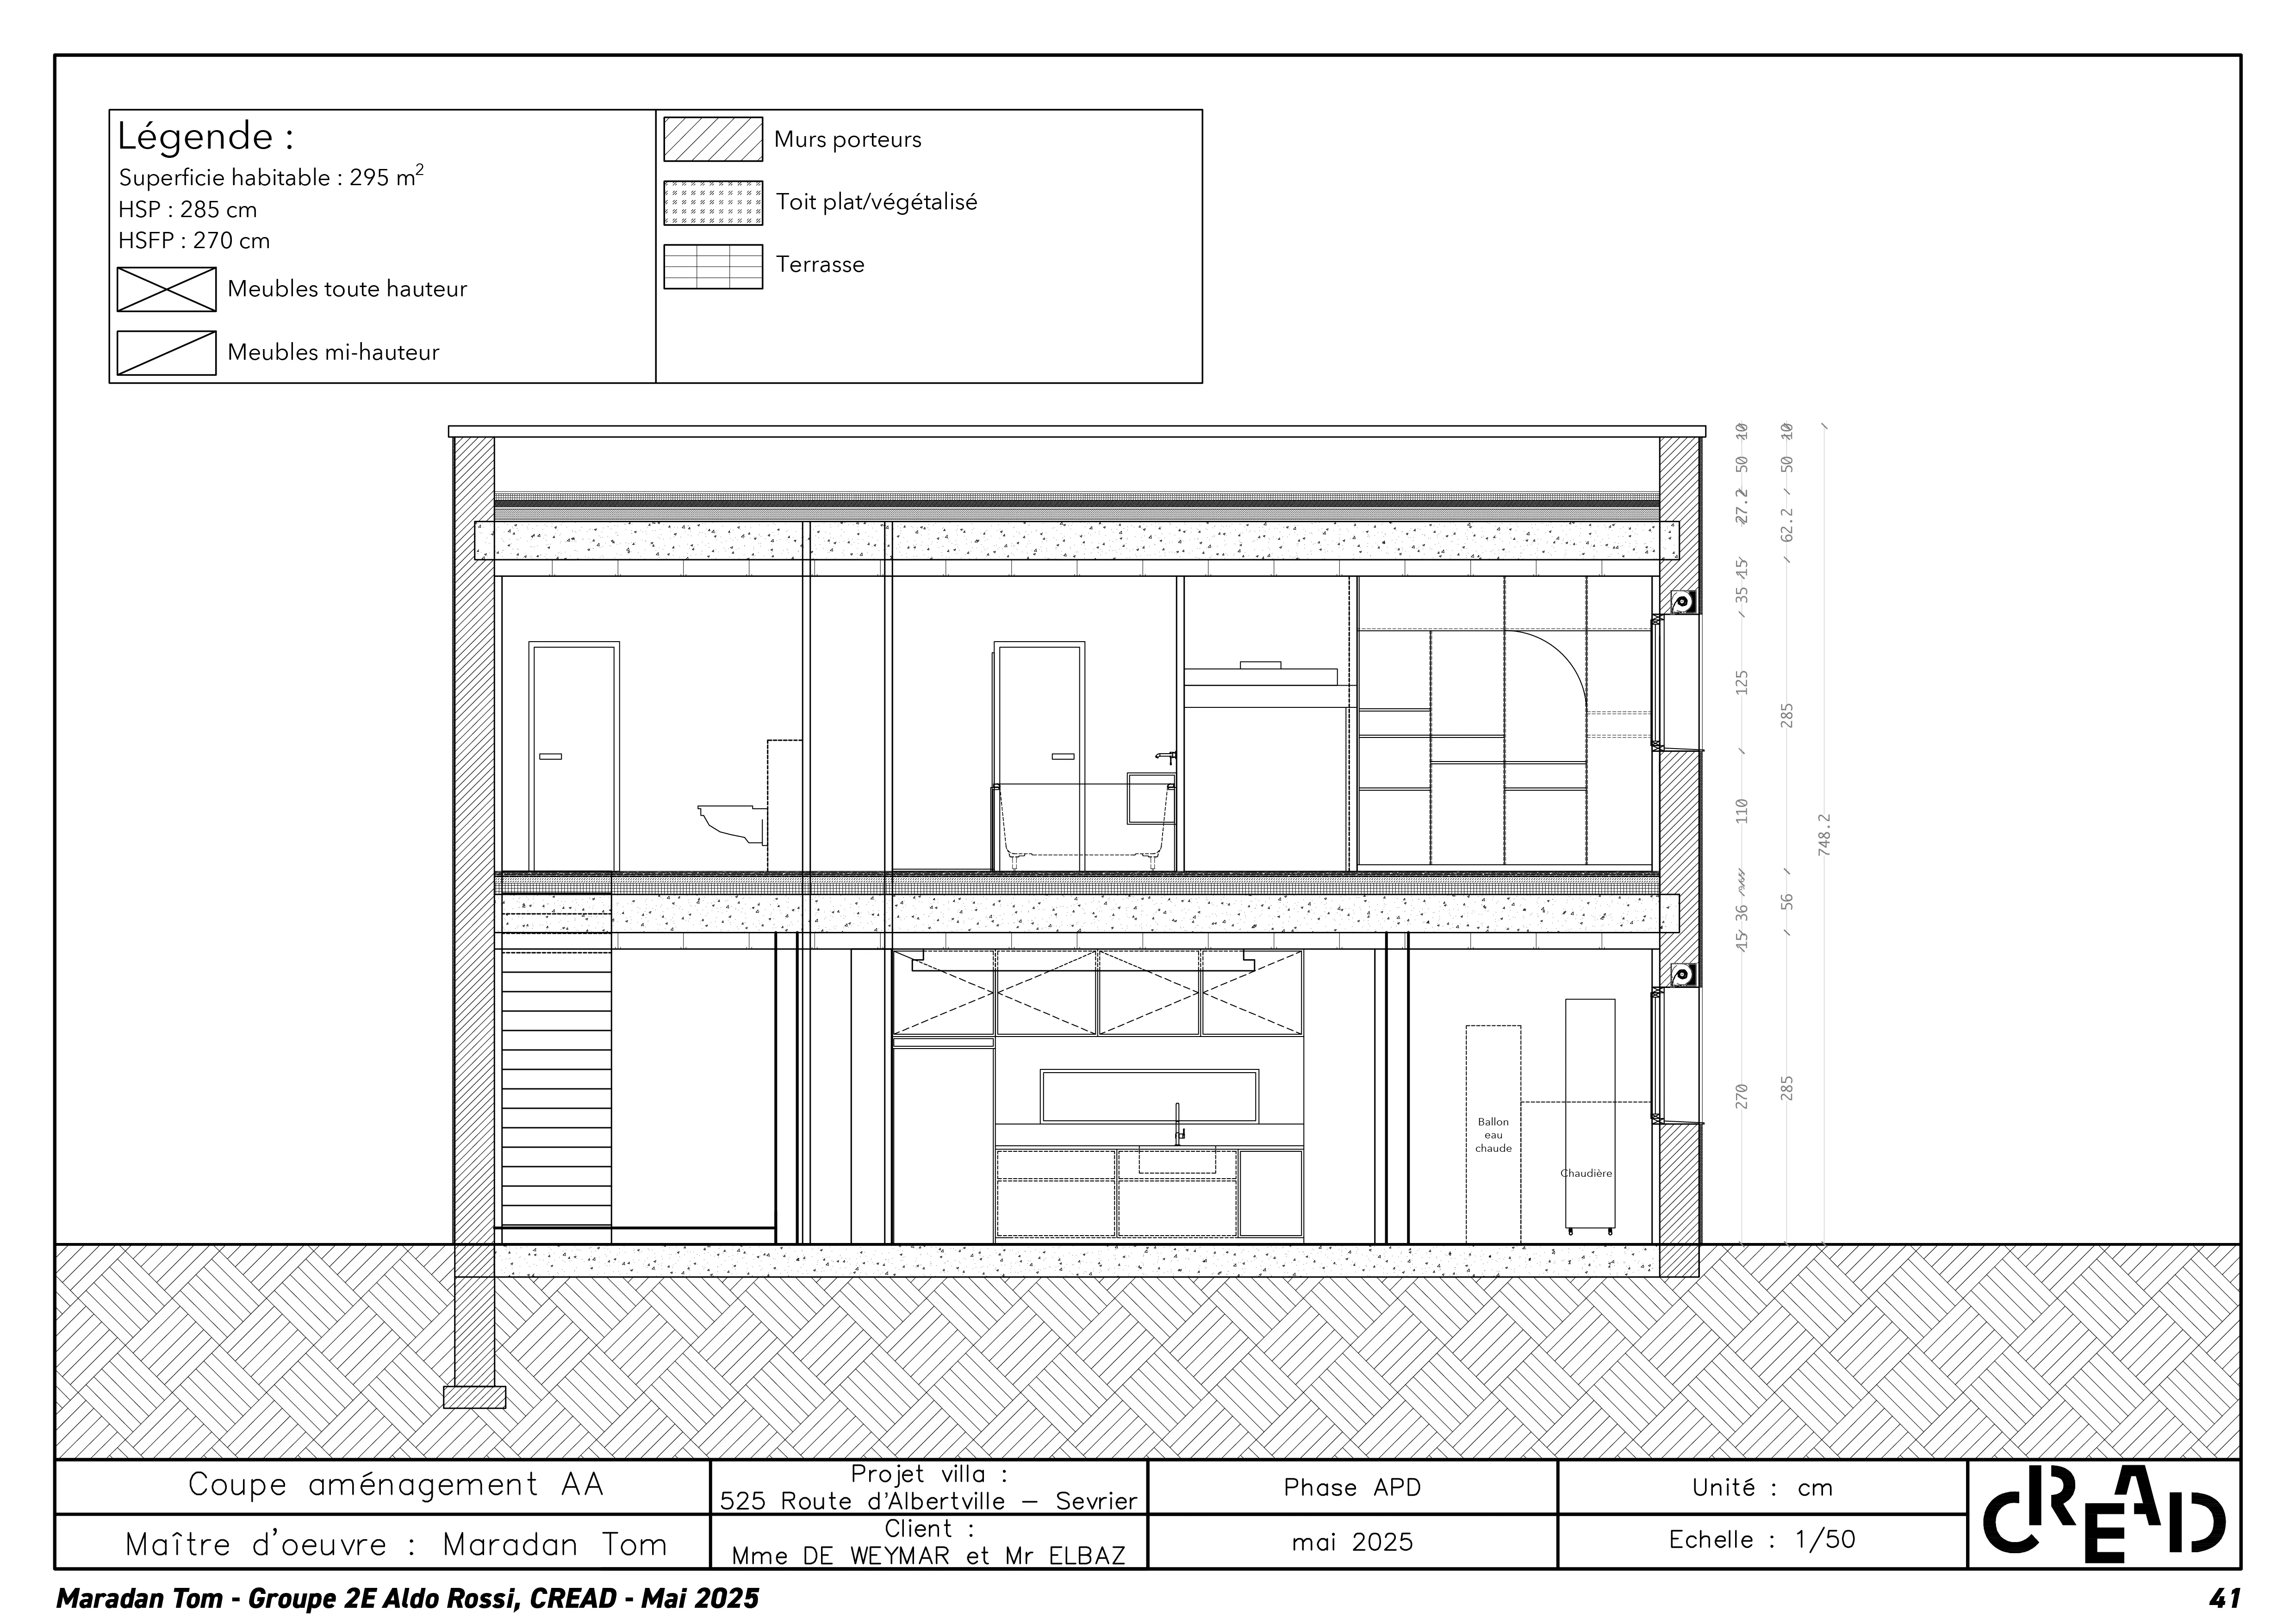 Légende :
Superficie habitable : 295 m²
HSP : 285 cm
HSFP : 270 cm
Meubles toute hauteur
Meubles mi-hauteur
Murs porteurs
Toit plat/végétalisé
Terrasse
10
50
27.2
15
35
125
110
36
15
270
10
50
62.2
285
56
285
748.2
Ballon
eau
chaude
Chaudière
Coupe aménagement AA
Maître d'oeuvre : Maradan Tom
Projet villa :
525 Route d'Albertville – Sevrier
Client :
Mme DE WEYMAR et Mr ELBAZ
Phase APD
mai 2025
Unité : cm
Echelle : 1/50
CREAD
Maradan Tom - Groupe 2E Aldo Rossi, CREAD - Mai 2025
41